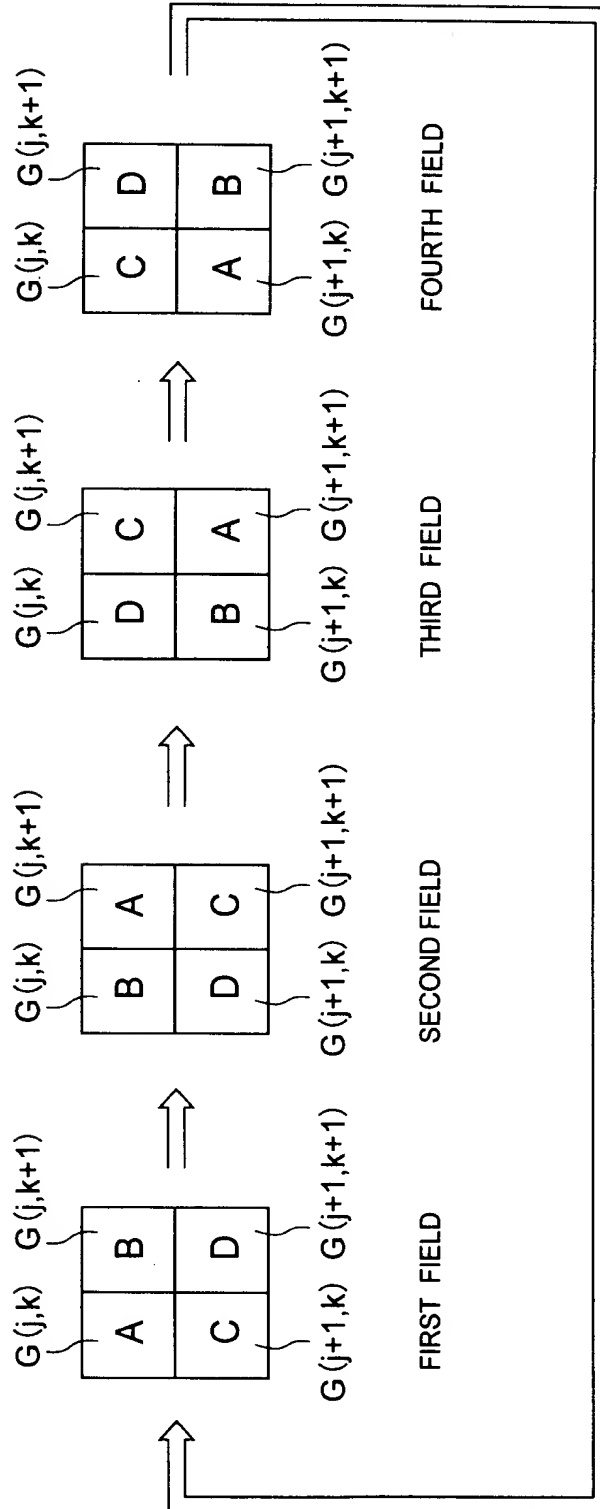 G(j,k) G(j,k+1)
A B
C D
G(j+1,k) G(j+1,k+1)
FIRST FIELD
G(j,k) G(j,k+1)
B A
D C
G(j+1,k) G(j+1,k+1)
SECOND FIELD
G(j,k) G(j,k+1)
D C
B A
G(j+1,k) G(j+1,k+1)
THIRD FIELD
G(j,k) G(j,k+1)
C D
A B
G(j+1,k) G(j+1,k+1)
FOURTH FIELD